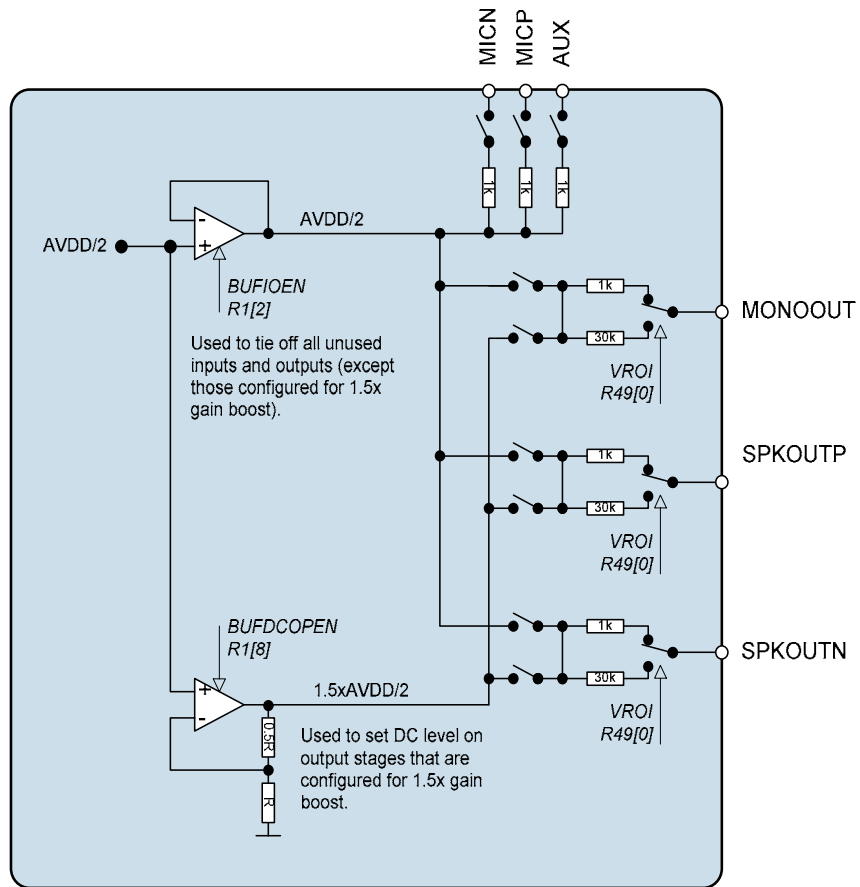 MICN
MICP
AUX
1k
1k
1k
AVDD/2
AVDD/2
-
+
BUFIOEN
R1[2]
Used to tie off all unused
inputs and outputs (except
those configured for 1.5x
gain boost).
1k
30k
MONOOUT
VROI
R49[0]
1k
30k
SPKOUTP
VROI
R49[0]
BUFDCOPEN
R1[8]
+
-
1.5xAVDD/2
0.5R
R
Used to set DC level on
output stages that are
configured for 1.5x gain
boost.
1k
30k
SPKOUTN
VROI
R49[0]